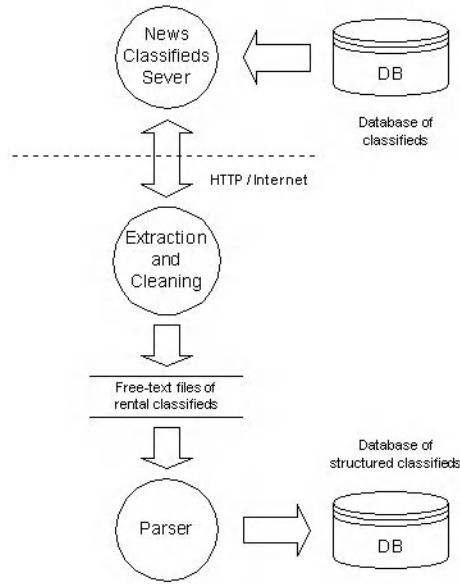 News
Classifieds
Sever
DB
Database of
classifieds
HTTP / Internet
Extraction
and
Cleaning
Free-text files of
rental classifieds
Database of
structured classifieds
Parser
DB